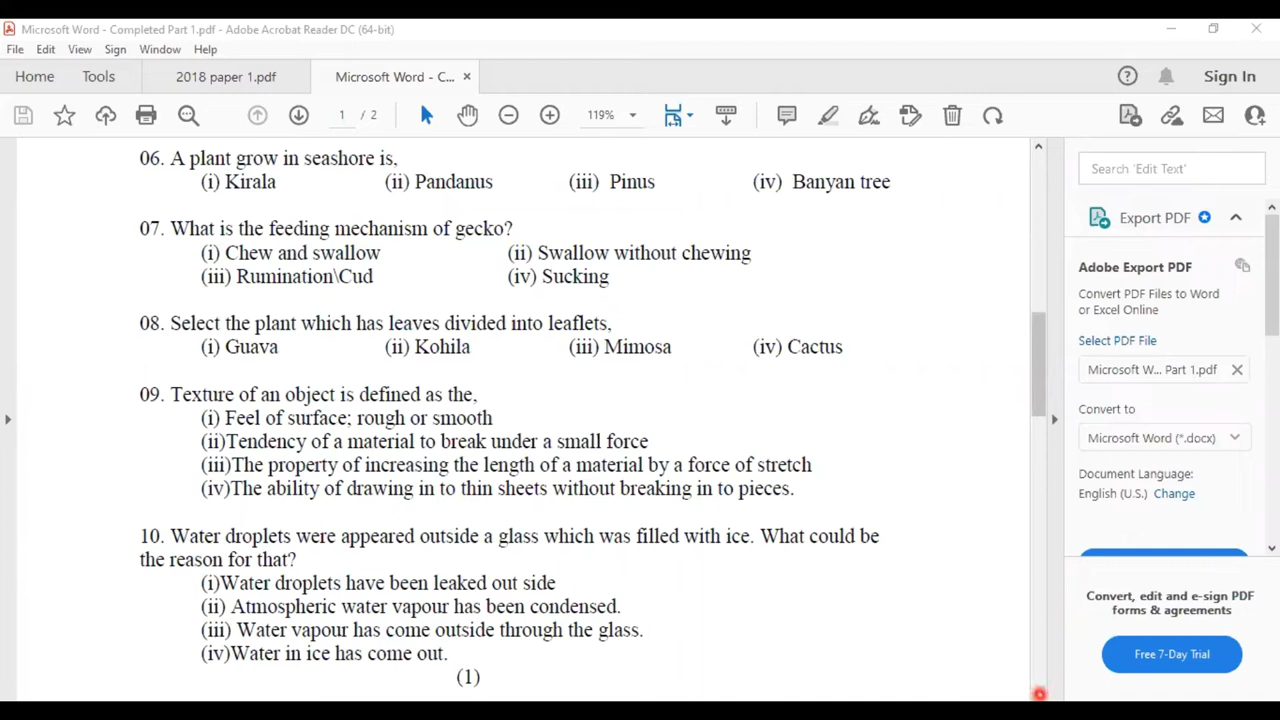 Microsoft Word - Completed Part 1.pdf - Adobe Acrobat Reader DC (64-bit)
File Edit View Sign Window Help
Home Tools 2018 paper 1.pdf Microsoft Word - C... × Sign In
1 / 2 119%
06. A plant grow in seashore is,
(i) Kirala (ii) Pandanus (iii) Pinus (iv) Banyan tree
07. What is the feeding mechanism of gecko?
(i) Chew and swallow (ii) Swallow without chewing
(iii) Rumination\Cud (iv) Sucking
08. Select the plant which has leaves divided into leaflets,
(i) Guava (ii) Kohila (iii) Mimosa (iv) Cactus
09. Texture of an object is defined as the,
(i) Feel of surface; rough or smooth
(ii)Tendency of a material to break under a small force
(iii)The property of increasing the length of a material by a force of stretch
(iv)The ability of drawing in to thin sheets without breaking in to pieces.
10. Water droplets were appeared outside a glass which was filled with ice. What could be
the reason for that?
(i)Water droplets have been leaked out side
(ii) Atmospheric water vapour has been condensed.
(iii) Water vapour has come outside through the glass.
(iv)Water in ice has come out.
(1)
Search 'Edit Text'
Export PDF
Adobe Export PDF
Convert PDF Files to Word
or Excel Online
Select PDF File
Microsoft W... Part 1.pdf
Convert to
Microsoft Word (*.docx)
Document Language:
English (U.S.) Change
Convert, edit and e-sign PDF
forms & agreements
Free 7-Day Trial